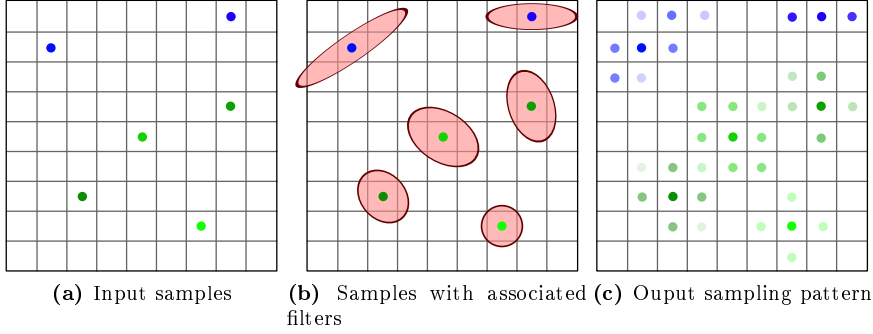 (a) Input samples
(b) Samples with associated
filters
(c) Ouput sampling pattern